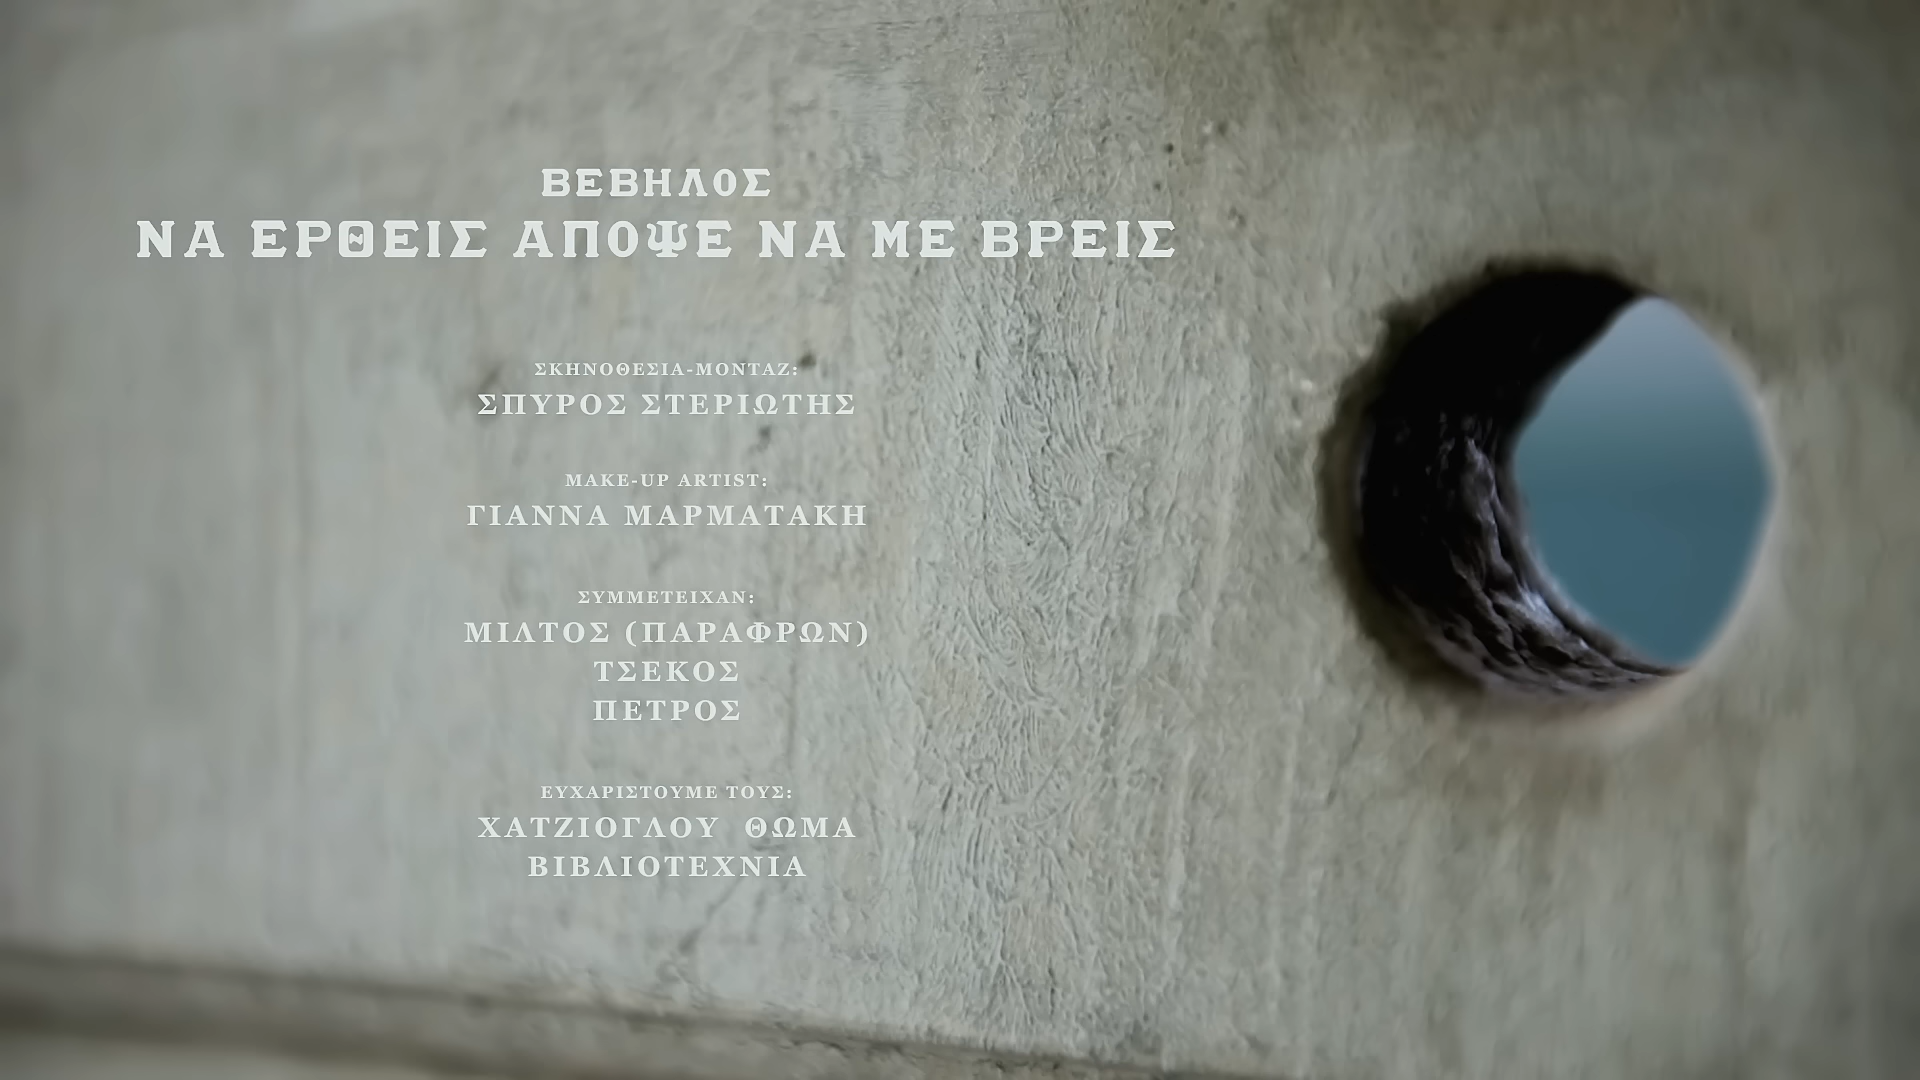 ΒΕΒΗΛΟΣ
ΝΑ ΕΡΘΕΙΣ ΑΠΟΨΕ ΝΑ ΜΕ ΒΡΕΙΣ
ΣΚΗΝΟΘΕΣΙΑ-ΜΟΝΤΑΖ:
ΣΠΥΡΟΣ ΣΤΕΡΙΩΤΗΣ
MAKE-UP ARTIST:
ΓΙΑΝΝΑ ΜΑΡΜΑΤΑΚΗ
ΣΥΜΜΕΤΕΙΧΑΝ:
ΜΙΛΤΟΣ (ΠΑΡΑΦΡΩΝ)
ΤΣΕΚΟΣ
ΠΕΤΡΟΣ
ΕΥΧΑΡΙΣΤΟΥΜΕ ΤΟΥΣ:
ΧΑΤΖΙΟΓΛΟΥ ΘΩΜΑ
ΒΙΒΛΙΟΤΕΧΝΙΑ